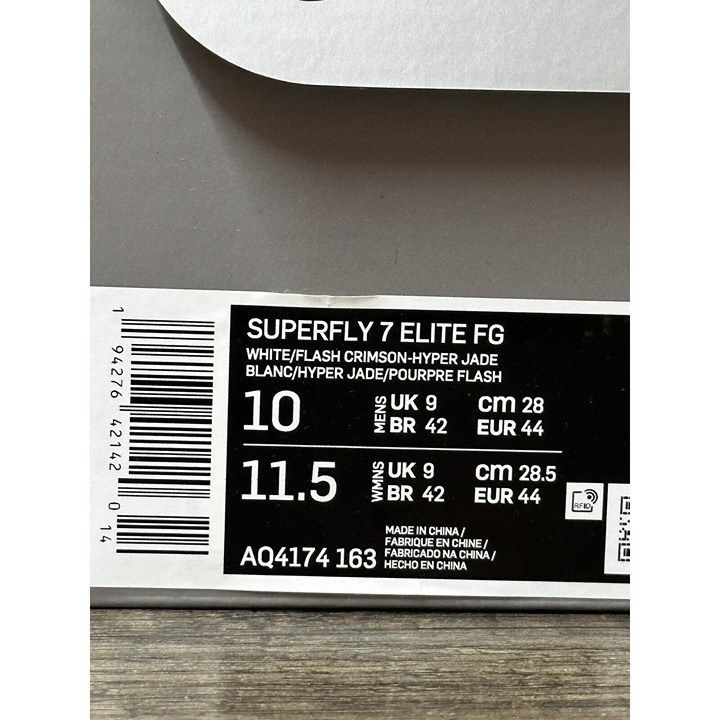 SUPERFLY 7 ELITE FG
WHITE/FLASH CRIMSON-HYPER JADE
BLANC/HYPER JADE/POURPRE FLASH
10 MENS UK 9 cm 28
BR 42 EUR 44
11.5 WMNS UK 9 cm 28.5
BR 42 EUR 44
RFID
AQ4174 163
MADE IN CHINA /
FABRIQUE EN CHINE /
FABRICADO NA CHINA /
HECHO EN CHINA
1 94276 42142 0 14